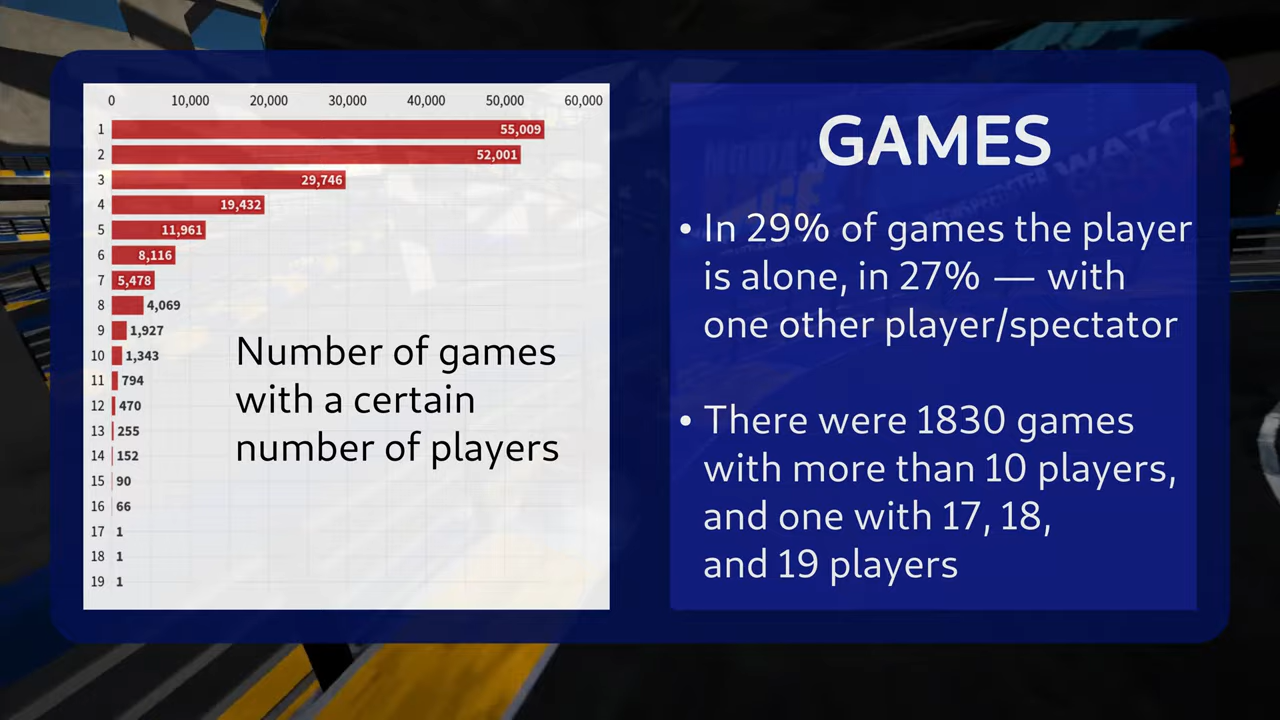 0 10,000 20,000 30,000 40,000 50,000 60,000
1 55,009
2 52,001
3 29,746
4 19,432
5 11,961
6 8,116
7 5,478
8 4,069
9 1,927
10 1,343
11 794
12 470
13 255
14 152
15 90
16 66
17 1
18 1
19 1
Number of games
with a certain
number of players
GAMES
• In 29% of games the player
is alone, in 27% — with
one other player/spectator
• There were 1830 games
with more than 10 players,
and one with 17, 18,
and 19 players
WATCH